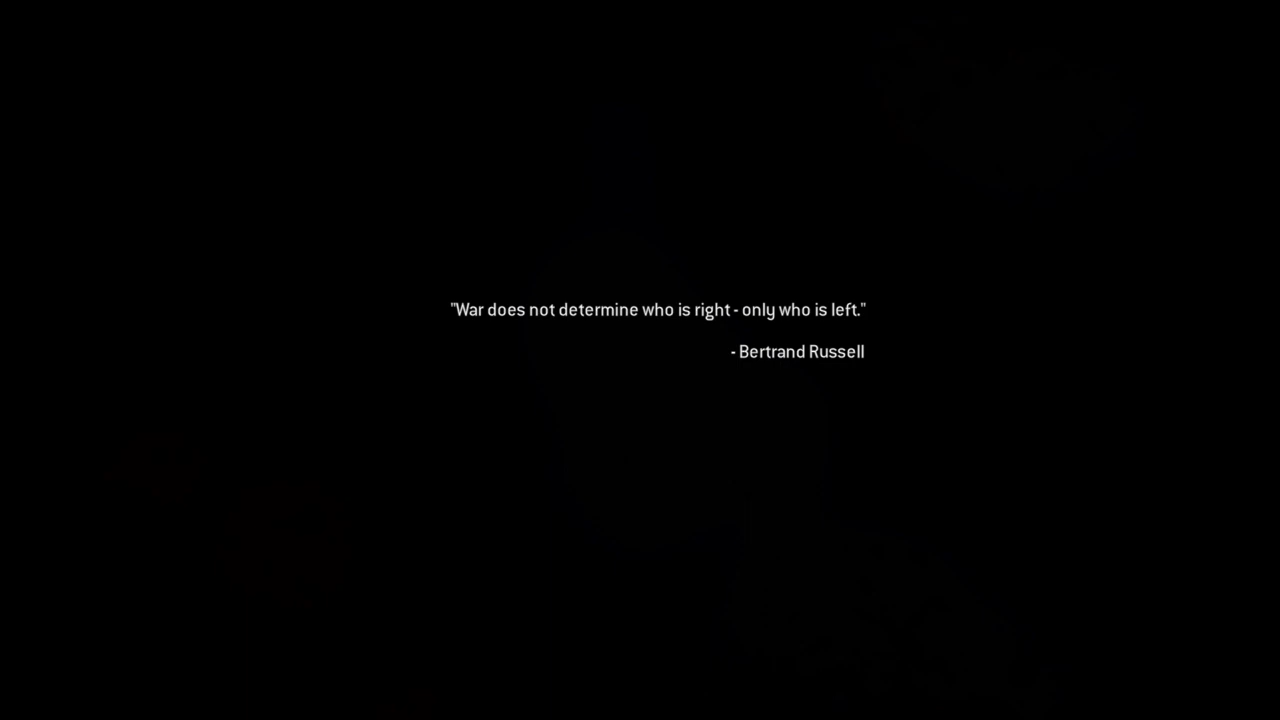 "War does not determine who is right - only who is left."
- Bertrand Russell